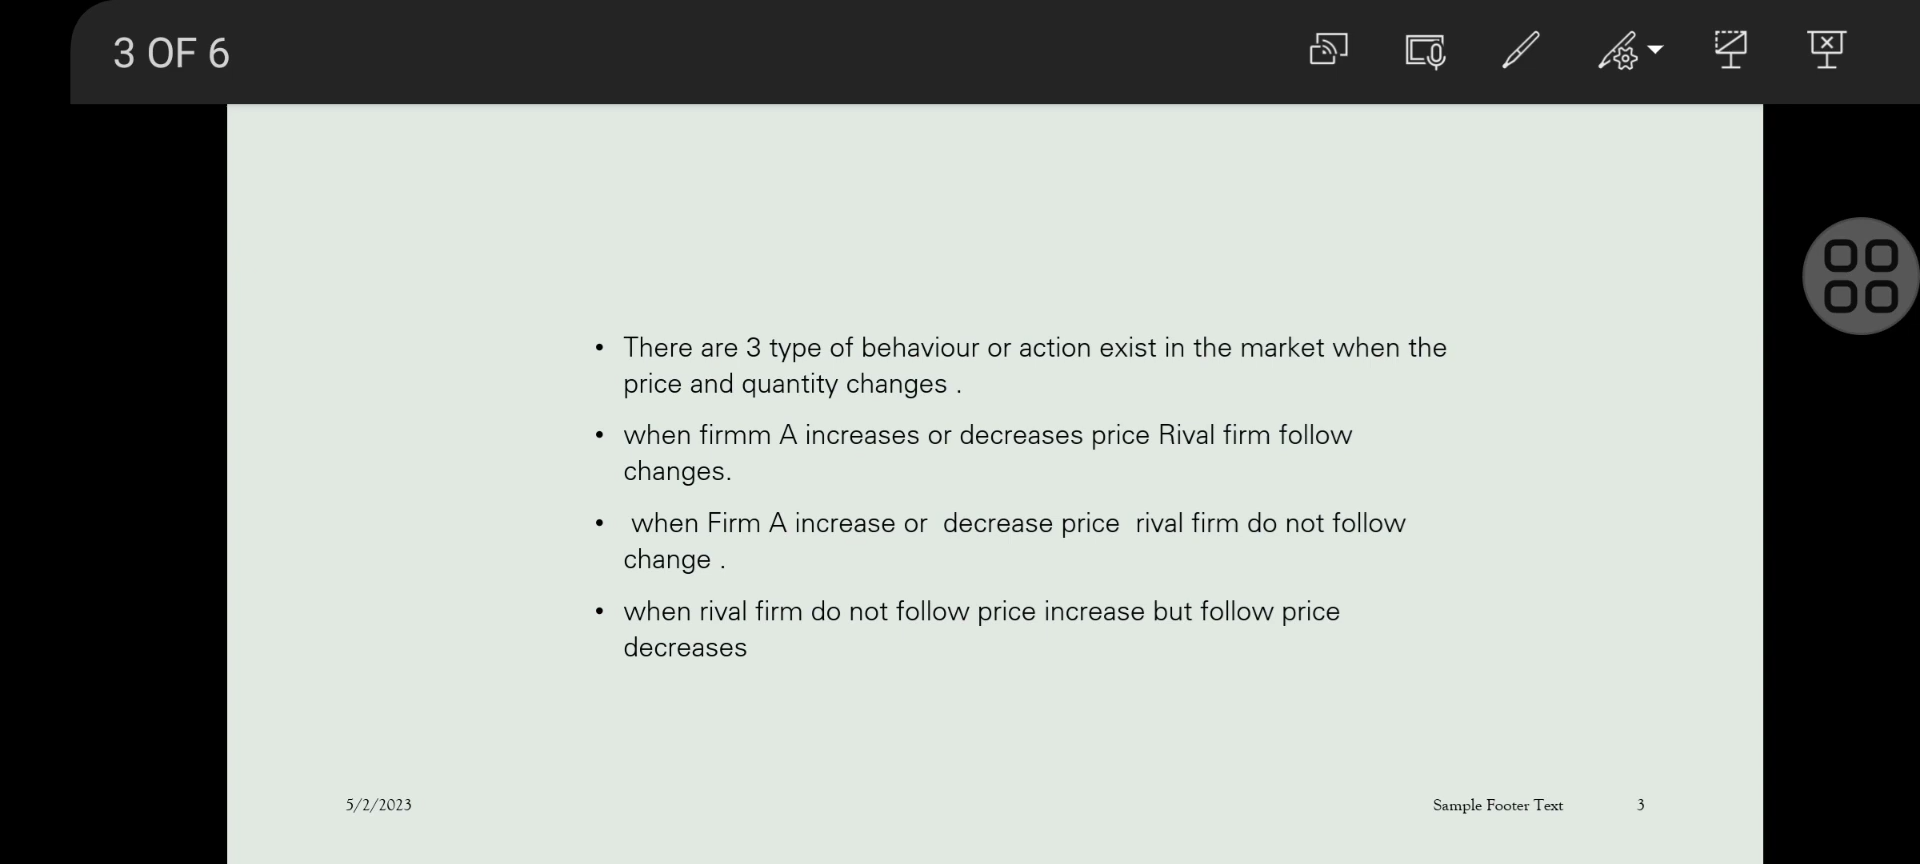 3 OF 6
• There are 3 type of behaviour or action exist in the market when the
price and quantity changes .
• when firmm A increases or decreases price Rival firm follow
changes.
•  when Firm A increase or  decrease price  rival firm do not follow
change .
• when rival firm do not follow price increase but follow price
decreases
5/2/2023
Sample Footer Text 3